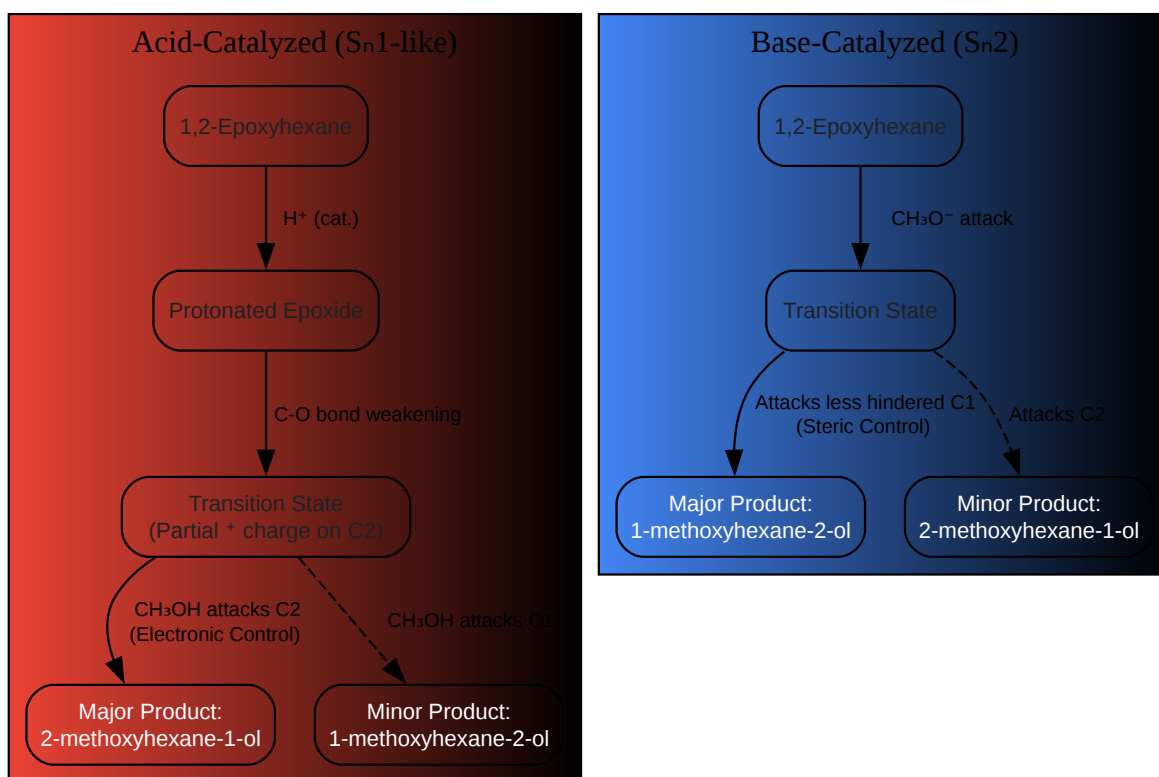 Acid-Catalyzed (Sₙ1-like)
1,2-Epoxyhexane
H⁺ (cat.)
Protonated Epoxide
C-O bond weakening
Transition State
(Partial ⁺ charge on C2)
CH₃OH attacks C2
(Electronic Control)
CH₃OH attacks C1
Major Product:
2-methoxyhexane-1-ol
Minor Product:
1-methoxyhexane-2-ol
Base-Catalyzed (Sₙ2)
1,2-Epoxyhexane
CH₃O⁻ attack
Transition State
Attacks less hindered C1
(Steric Control)
Attacks C2
Major Product:
1-methoxyhexane-2-ol
Minor Product:
2-methoxyhexane-1-ol